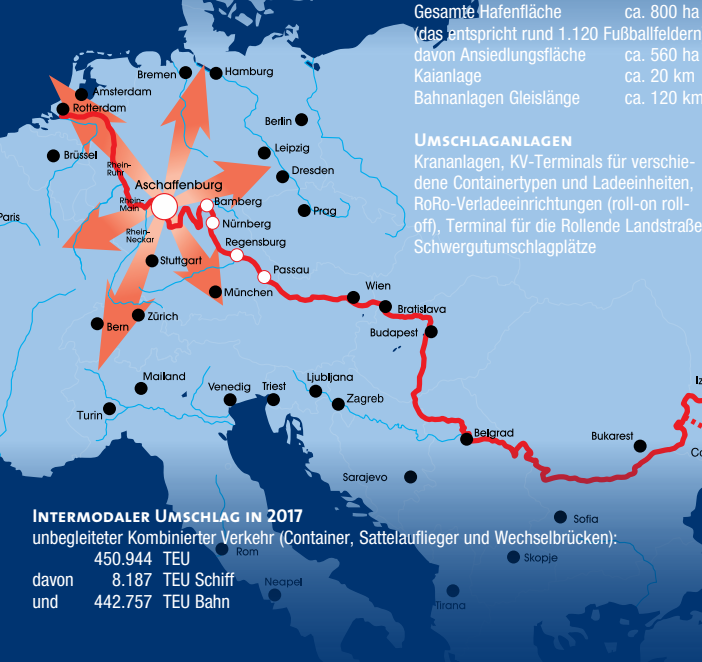 Gesamte Hafenfläche ca. 800 ha
(das entspricht rund 1.120 Fußballfeldern
davon Ansiedlungsfläche ca. 560 ha
Kaianlage ca. 20 km
Bahnanlagen Gleislänge ca. 120 km
UMSCHLAGANLAGEN
Krananlagen, KV-Terminals für verschie-
dene Containertypen und Ladeeinheiten,
RoRo-Verladeeinrichtungen (roll-on roll-
off), Terminal für die Rollende Landstraße
Schwergutumschlagplätze
Bremen
Hamburg
Amsterdam
Rotterdam
Berlin
Brüssel
Leipzig
Rhein-
Ruhr
Dresden
Aschaffenburg
Rhein-
Main
Bamberg
Prag
Paris
Nürnberg
Rhein-
Neckar
Regensburg
Stuttgart
Passau
München
Wien
Bratislava
Zürich
Bern
Budapest
Mailand
Venedig
Triest
Ljubljana
Zagreb
Turin
Belgrad
Bukarest
Iz
Co
Sarajevo
INTERMODALER UMSCHLAG IN 2017
unbegleiteter Kombinierter Verkehr (Container, Sattelauflieger und Wechselbrücken):
450.944 TEU
davon 8.187 TEU Schiff
und 442.757 TEU Bahn
Sofia
Rom
Skopje
Neapel
Tirana